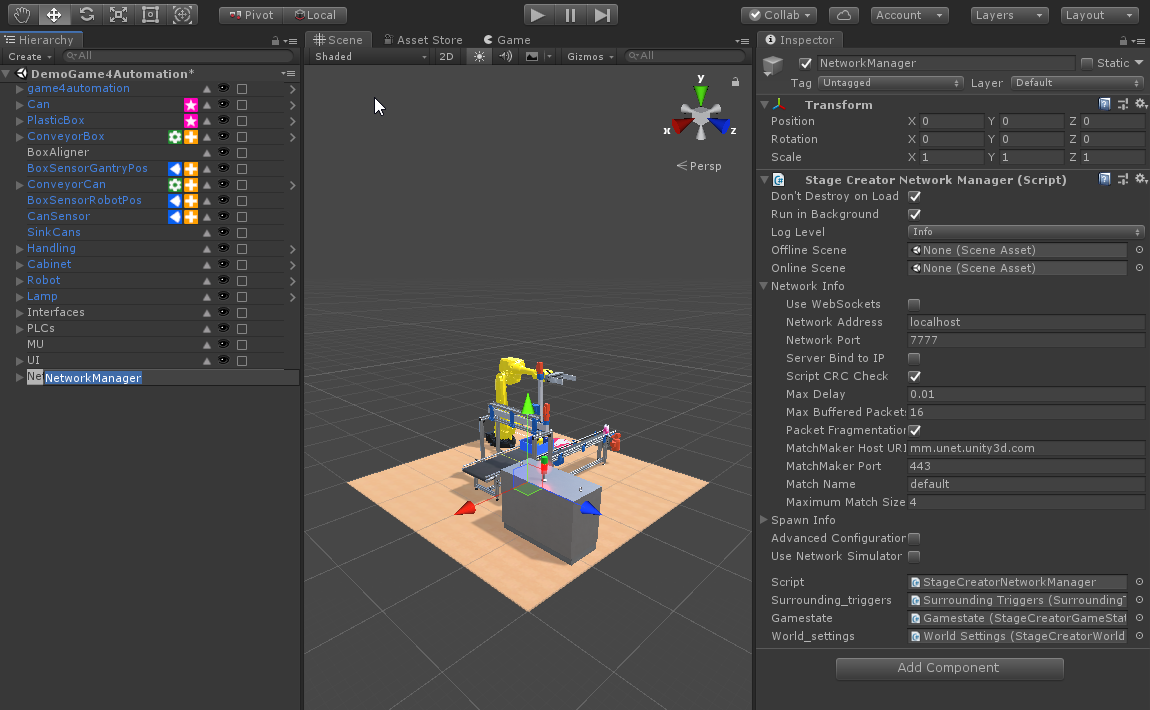 Pivot Local Collab Account Layers Layout
Hierarchy
Create All
DemoGame4Automation*
game4automation
Can
PlasticBox
ConveyorBox
BoxAligner
BoxSensorGantryPos
ConveyorCan
BoxSensorRobotPos
CanSensor
SinkCans
Handling
Cabinet
Robot
Lamp
Interfaces
PLCs
MU
UI
Ne NetworkManager
Scene Asset Store Game
Shaded 2D Gizmos All
y
x z
Persp
Inspector
NetworkManager Static
Tag Untagged Layer Default
Transform
Position X 0 Y 0 Z 0
Rotation X 0 Y 0 Z 0
Scale X 1 Y 1 Z 1
Stage Creator Network Manager (Script)
Don't Destroy on Load
Run in Background
Log Level Info
Offline Scene None (Scene Asset)
Online Scene None (Scene Asset)
Network Info
Use WebSockets
Network Address localhost
Network Port 7777
Server Bind to IP
Script CRC Check
Max Delay 0.01
Max Buffered Packets 16
Packet Fragmentation
MatchMaker Host URI mm.unet.unity3d.com
MatchMaker Port 443
Match Name default
Maximum Match Size 4
Spawn Info
Advanced Configuration
Use Network Simulator
Script StageCreatorNetworkManager
Surrounding_triggers Surrounding Triggers (SurroundingT
Gamestate Gamestate (StageCreatorGameStat
World_settings World Settings (StageCreatorWorld
Add Component